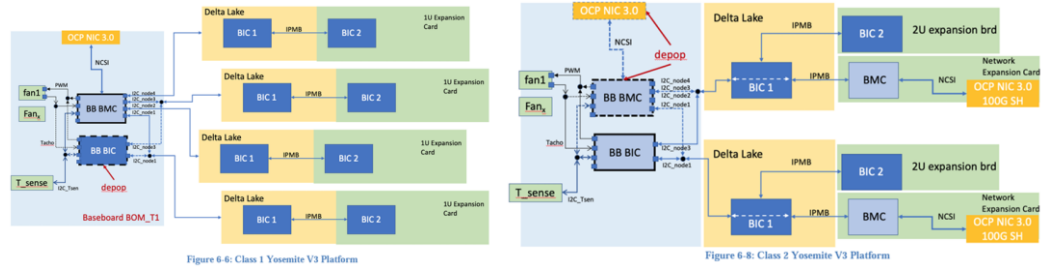 OCP NIC 3.0
NCSI
fan1
PWM
Fanx
BB BMC
I2C_node4
I2C_node3
I2C_node2
I2C_node1
BB BIC
I2C_node3
I2C_node1
Tacho
depop
T_sense
I2C_Tsen
Baseboard BOM_T1
Delta Lake
BIC 1
IPMB
BIC 2
1U Expansion
Card
Delta Lake
BIC 1
IPMB
BIC 2
1U Expansion
Card
Delta Lake
BIC 1
IPMB
BIC 2
1U Expansion
Card
Delta Lake
BIC 1
IPMB
BIC 2
1U Expansion
Card
Figure 6-6: Class 1 Yosemite V3 Platform
OCP NIC 3.0
NCSI
depop
fan1
PWM
Fanx
BB BMC
I2C_node4
I2C_node3
I2C_node2
I2C_node1
BB BIC
I2C_node3
I2C_node1
Tacho
T_sense
I2C_Tsen
Delta Lake
BIC 1
IPMB
IPMB
BIC 2
2U expansion brd
Network
Expansion Card
BMC
NCSI
OCP NIC 3.0
100G SH
Delta Lake
BIC 1
IPMB
IPMB
BIC 2
2U expansion brd
Network
Expansion Card
BMC
NCSI
OCP NIC 3.0
100G SH
Figure 6-8: Class 2 Yosemite V3 Platform